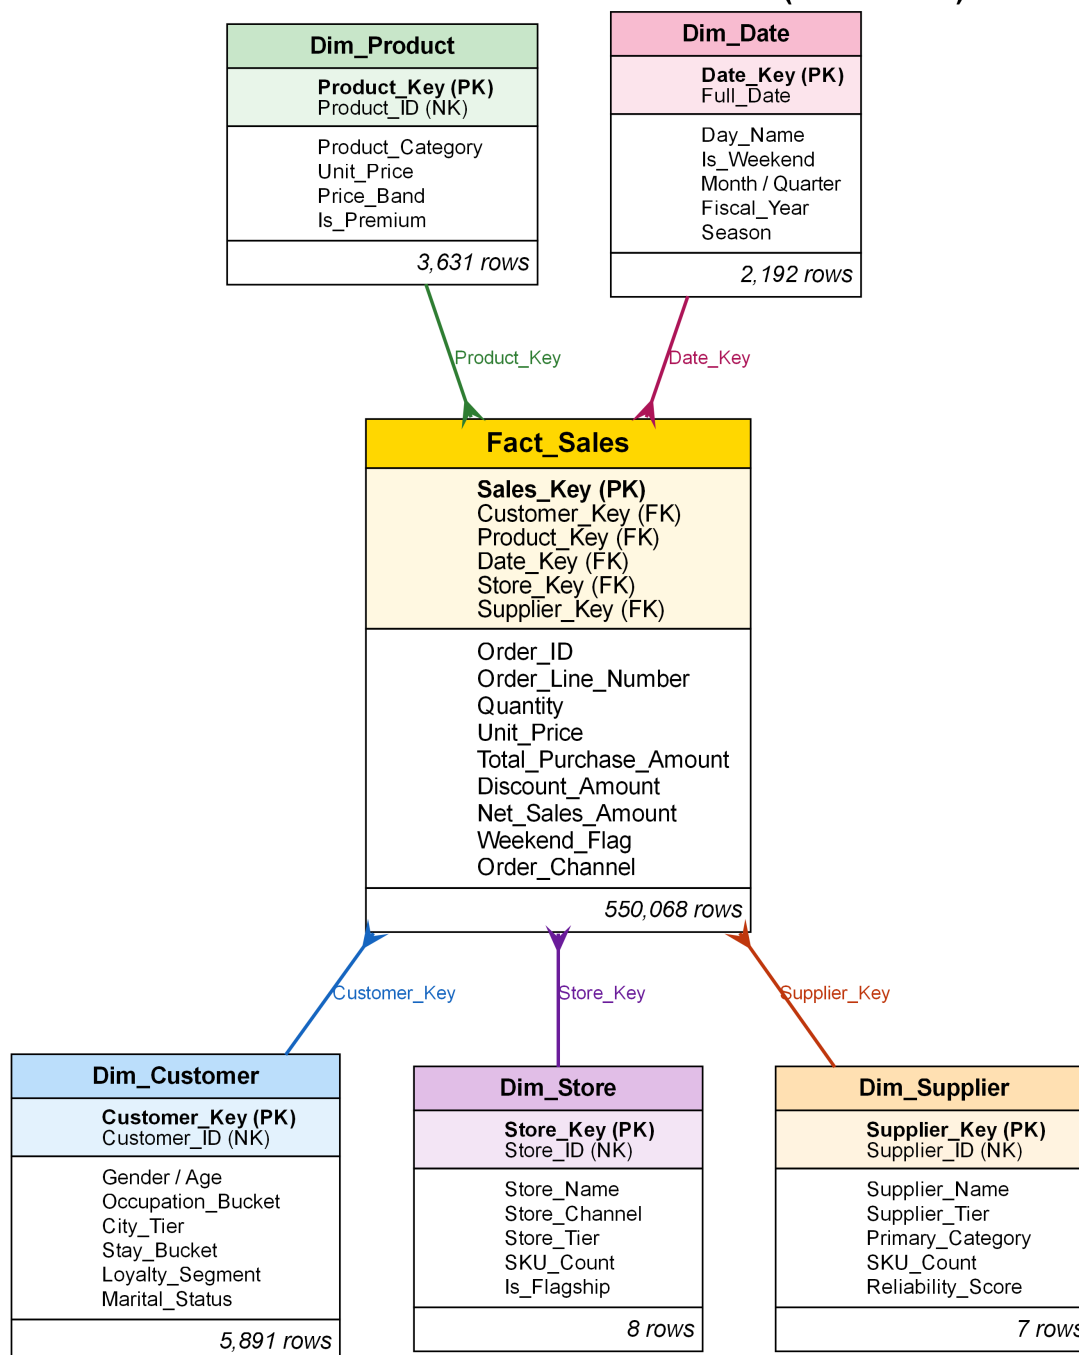 Dim_Product
Product_Key (PK)
Product_ID (NK)
Product_Category
Unit_Price
Price_Band
Is_Premium
3,631 rows
Dim_Date
Date_Key (PK)
Full_Date
Day_Name
Is_Weekend
Month / Quarter
Fiscal_Year
Season
2,192 rows
Product_Key
Date_Key
Fact_Sales
Sales_Key (PK)
Customer_Key (FK)
Product_Key (FK)
Date_Key (FK)
Store_Key (FK)
Supplier_Key (FK)
Order_ID
Order_Line_Number
Quantity
Unit_Price
Total_Purchase_Amount
Discount_Amount
Net_Sales_Amount
Weekend_Flag
Order_Channel
550,068 rows
Customer_Key
Store_Key
Supplier_Key
Dim_Customer
Customer_Key (PK)
Customer_ID (NK)
Gender / Age
Occupation_Bucket
City_Tier
Stay_Bucket
Loyalty_Segment
Marital_Status
5,891 rows
Dim_Store
Store_Key (PK)
Store_ID (NK)
Store_Name
Store_Channel
Store_Tier
SKU_Count
Is_Flagship
8 rows
Dim_Supplier
Supplier_Key (PK)
Supplier_ID (NK)
Supplier_Name
Supplier_Tier
Primary_Category
SKU_Count
Reliability_Score
7 rows